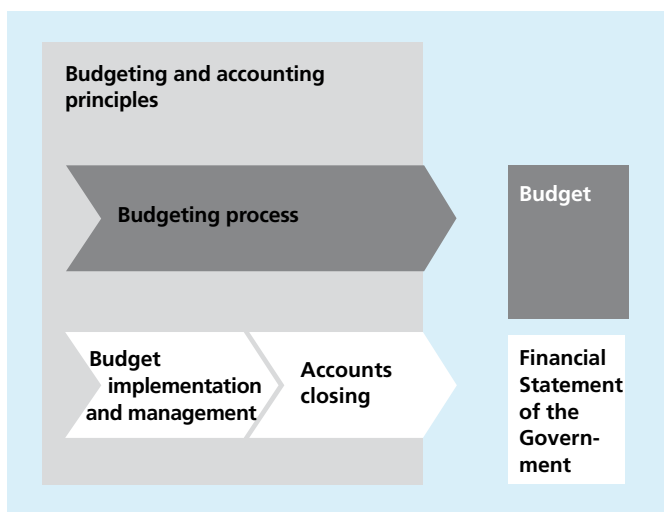 Budgeting and accounting
principles
Budgeting process
Budget
Budget
implementation
and management
Accounts
closing
Financial
Statement
of the
Govern-
ment